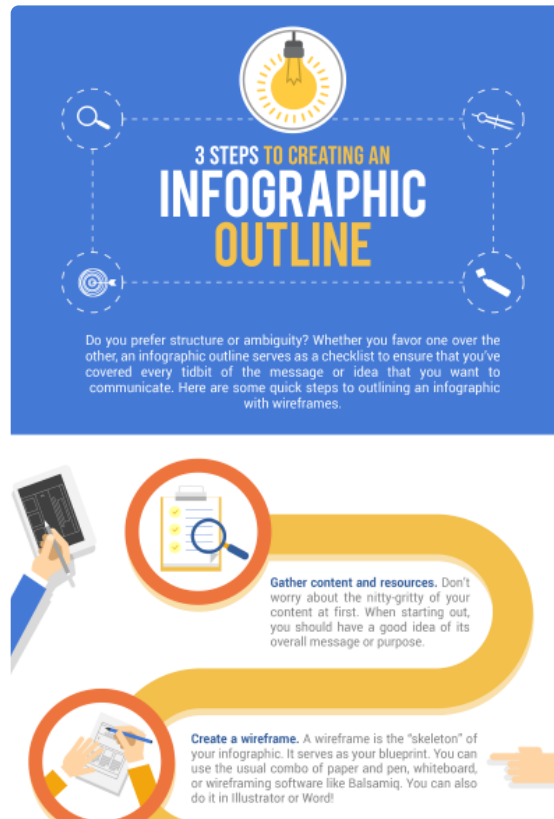 3 STEPS TO CREATING AN
INFOGRAPHIC
OUTLINE
Do you prefer structure or ambiguity? Whether you favor one over the
other, an infographic outline serves as a checklist to ensure that you've
covered every tidbit of the message or idea that you want to
communicate. Here are some quick steps to outlining an infographic
with wireframes.
Gather content and resources. Don't
worry about the nitty-gritty of your
content at first. When starting out,
you should have a good idea of its
overall message or purpose.
Create a wireframe. A wireframe is the "skeleton" of
your infographic. It serves as your blueprint. You can
use the usual combo of paper and pen, whiteboard,
or wireframing software like Balsamiq. You can also
do it in Illustrator or Word!